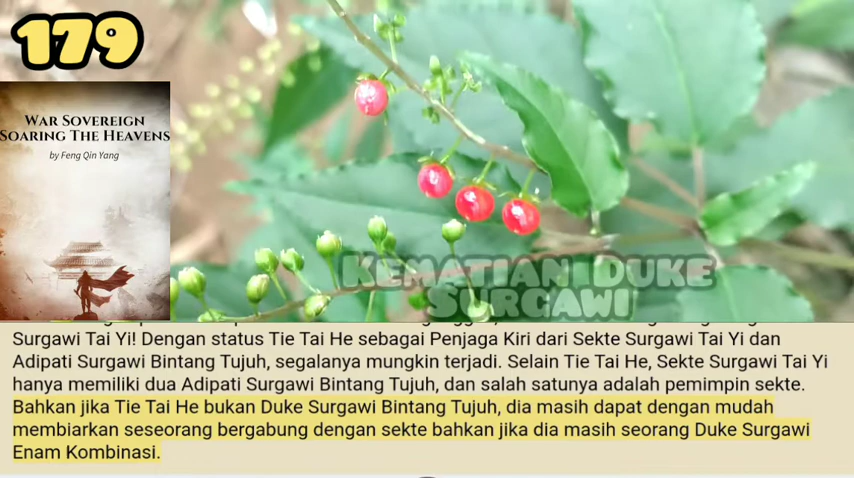 179
WAR SOVEREIGN
SOARING THE HEAVENS
by Feng Qin Yang
KEMATIAN DUKE
SURGAWI
Surgawi Tai Yi! Dengan status Tie Tai He sebagai Penjaga Kiri dari Sekte Surgawi Tai Yi dan
Adipati Surgawi Bintang Tujuh, segalanya mungkin terjadi. Selain Tie Tai He, Sekte Surgawi Tai Yi
hanya memiliki dua Adipati Surgawi Bintang Tujuh, dan salah satunya adalah pemimpin sekte.
Bahkan jika Tie Tai He bukan Duke Surgawi Bintang Tujuh, dia masih dapat dengan mudah
membiarkan seseorang bergabung dengan sekte bahkan jika dia masih seorang Duke Surgawi
Enam Kombinasi.